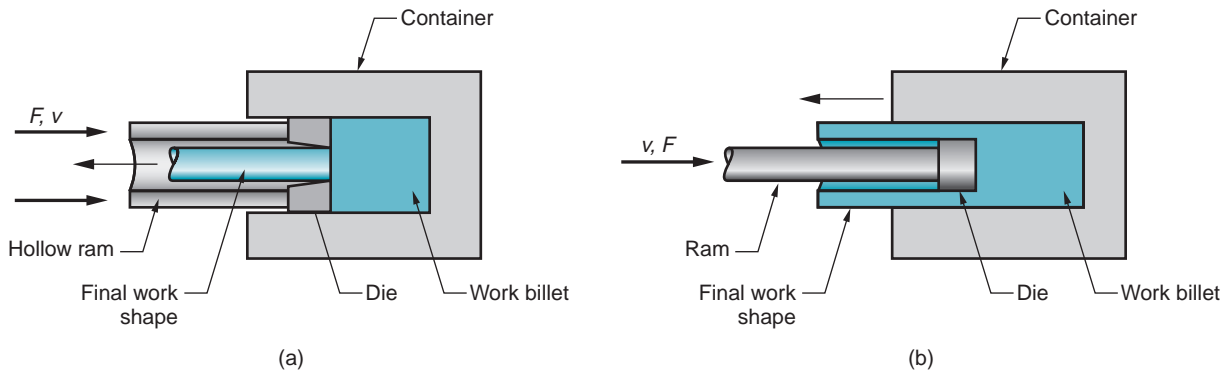 Container
F, v
Hollow ram
Final work
shape
Die
Work billet
(a)
Container
v, F
Ram
Final work
shape
Die
Work billet
(b)